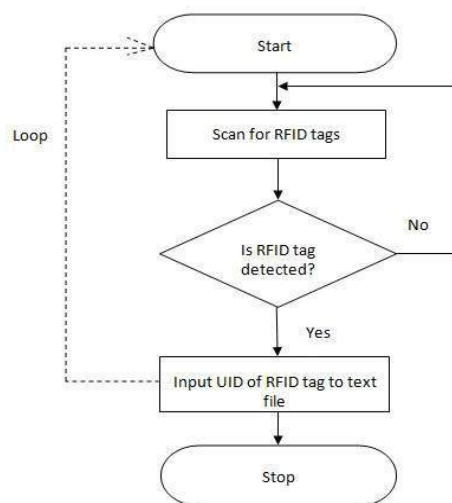 Start
Loop
Scan for RFID tags
No
Is RFID tag
detected?
Yes
Input UID of RFID tag to text
file
Stop